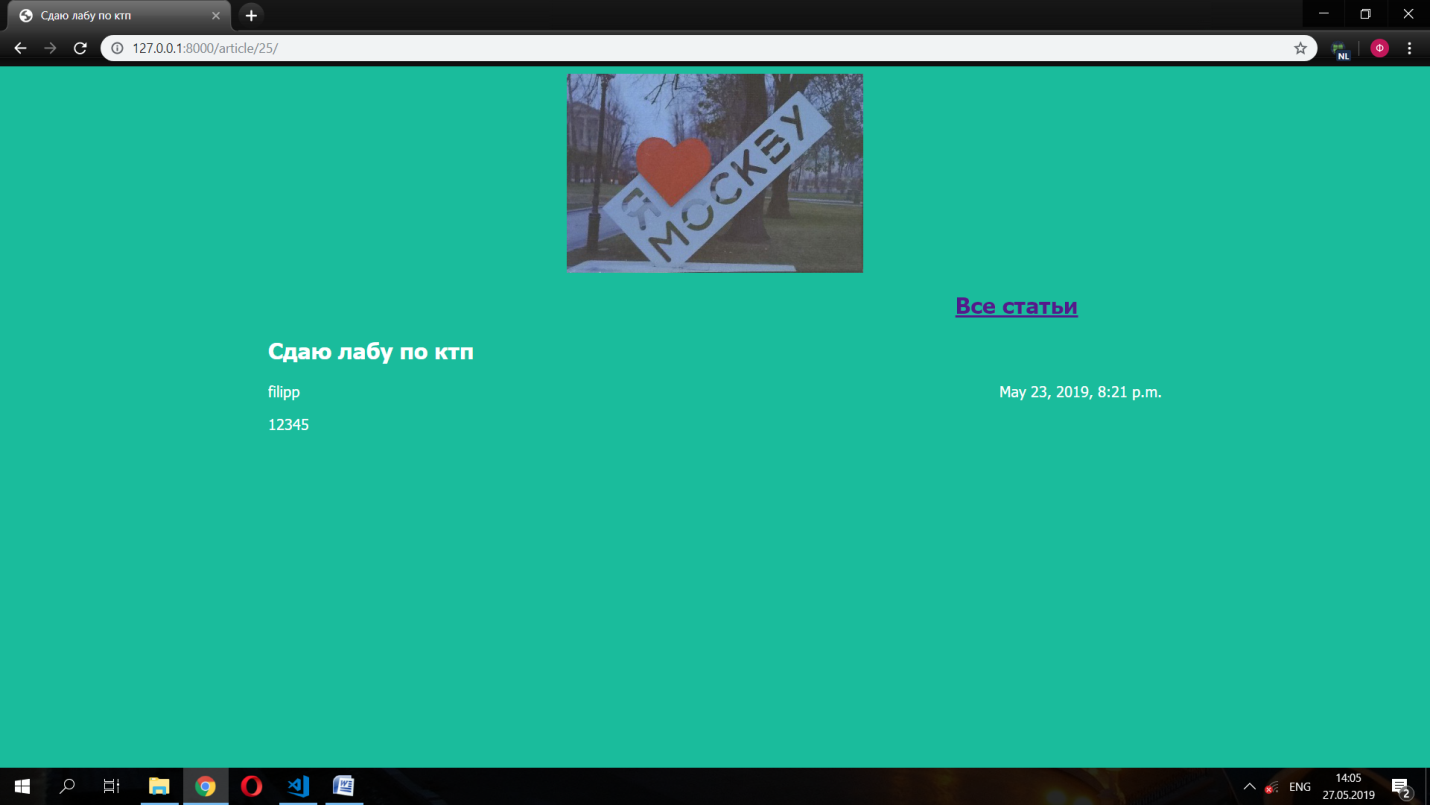 Сдаю лабу по ктп
127.0.0.1:8000/article/25/
NL
Ф
Я
МОСКВУ
Все статьи
Сдаю лабу по ктп
filipp
May 23, 2019, 8:21 p.m.
12345
ENG
14:05
27.05.2019
2